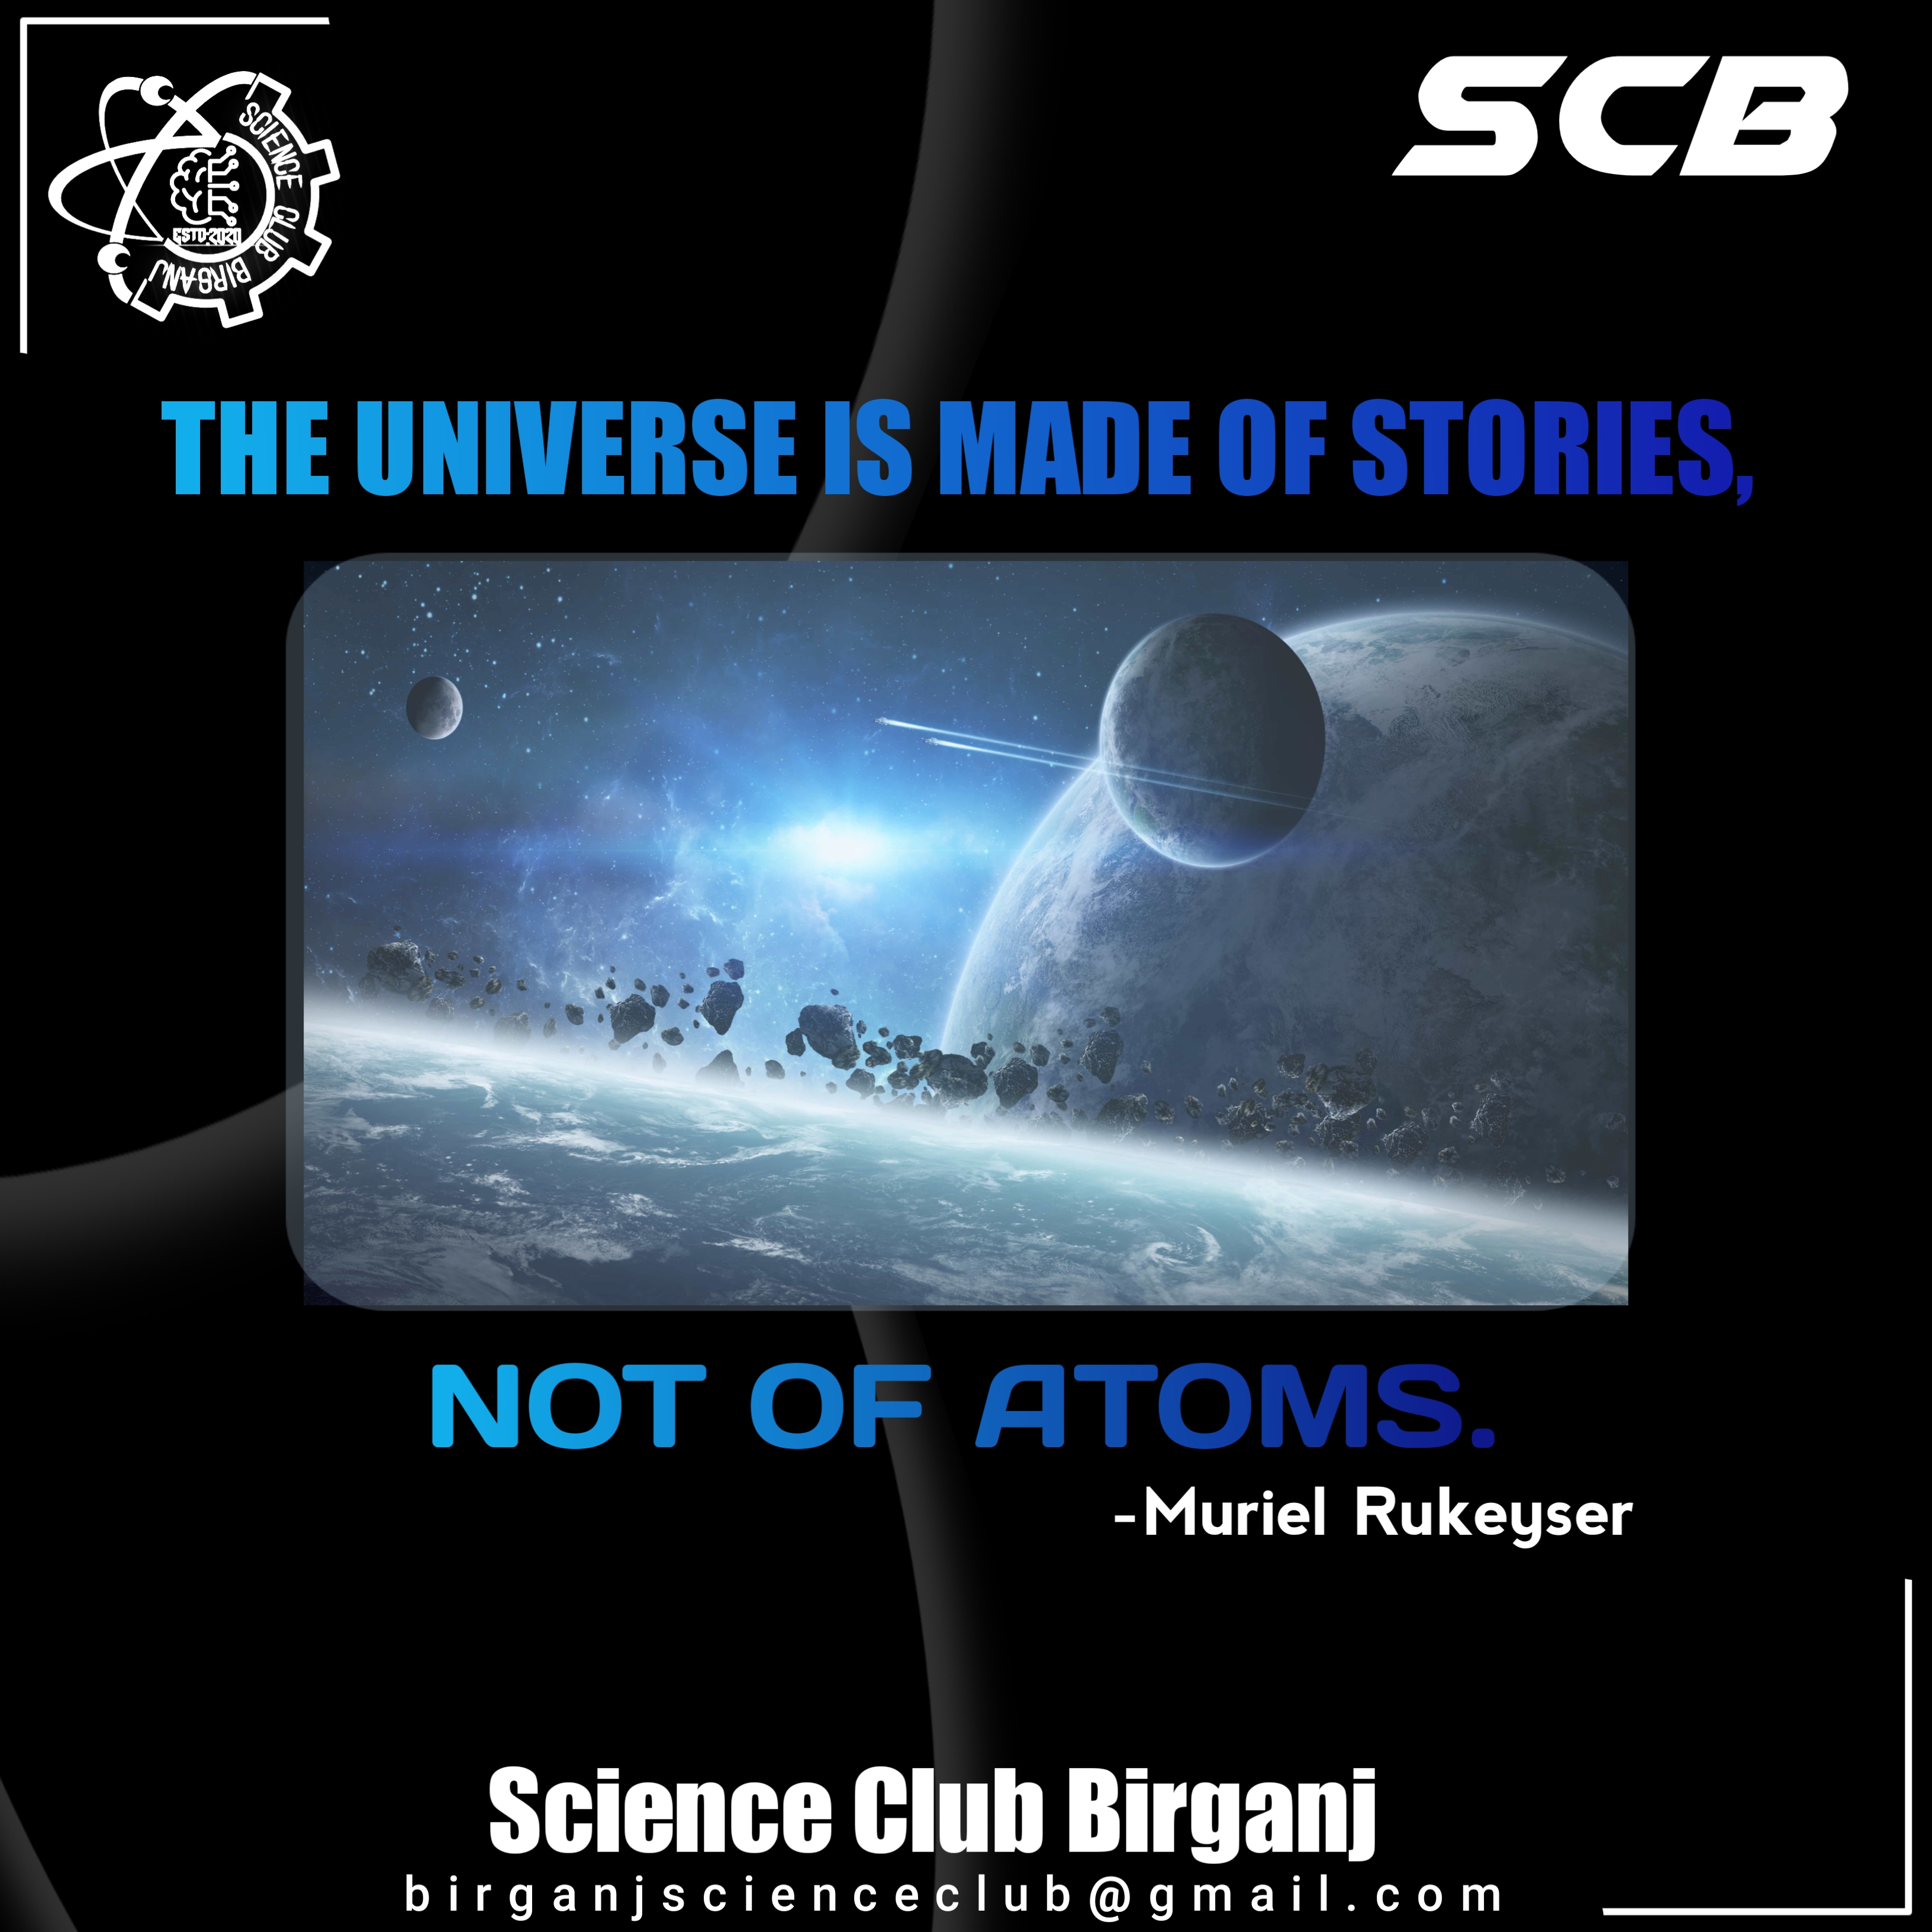 SCIENCE CLUB BIRGANJ
ESTD:2020
SCB
THE UNIVERSE IS MADE OF STORIES,
NOT OF ATOMS.
-Muriel Rukeyser
Science Club Birganj
birganjscienceclub@gmail.com